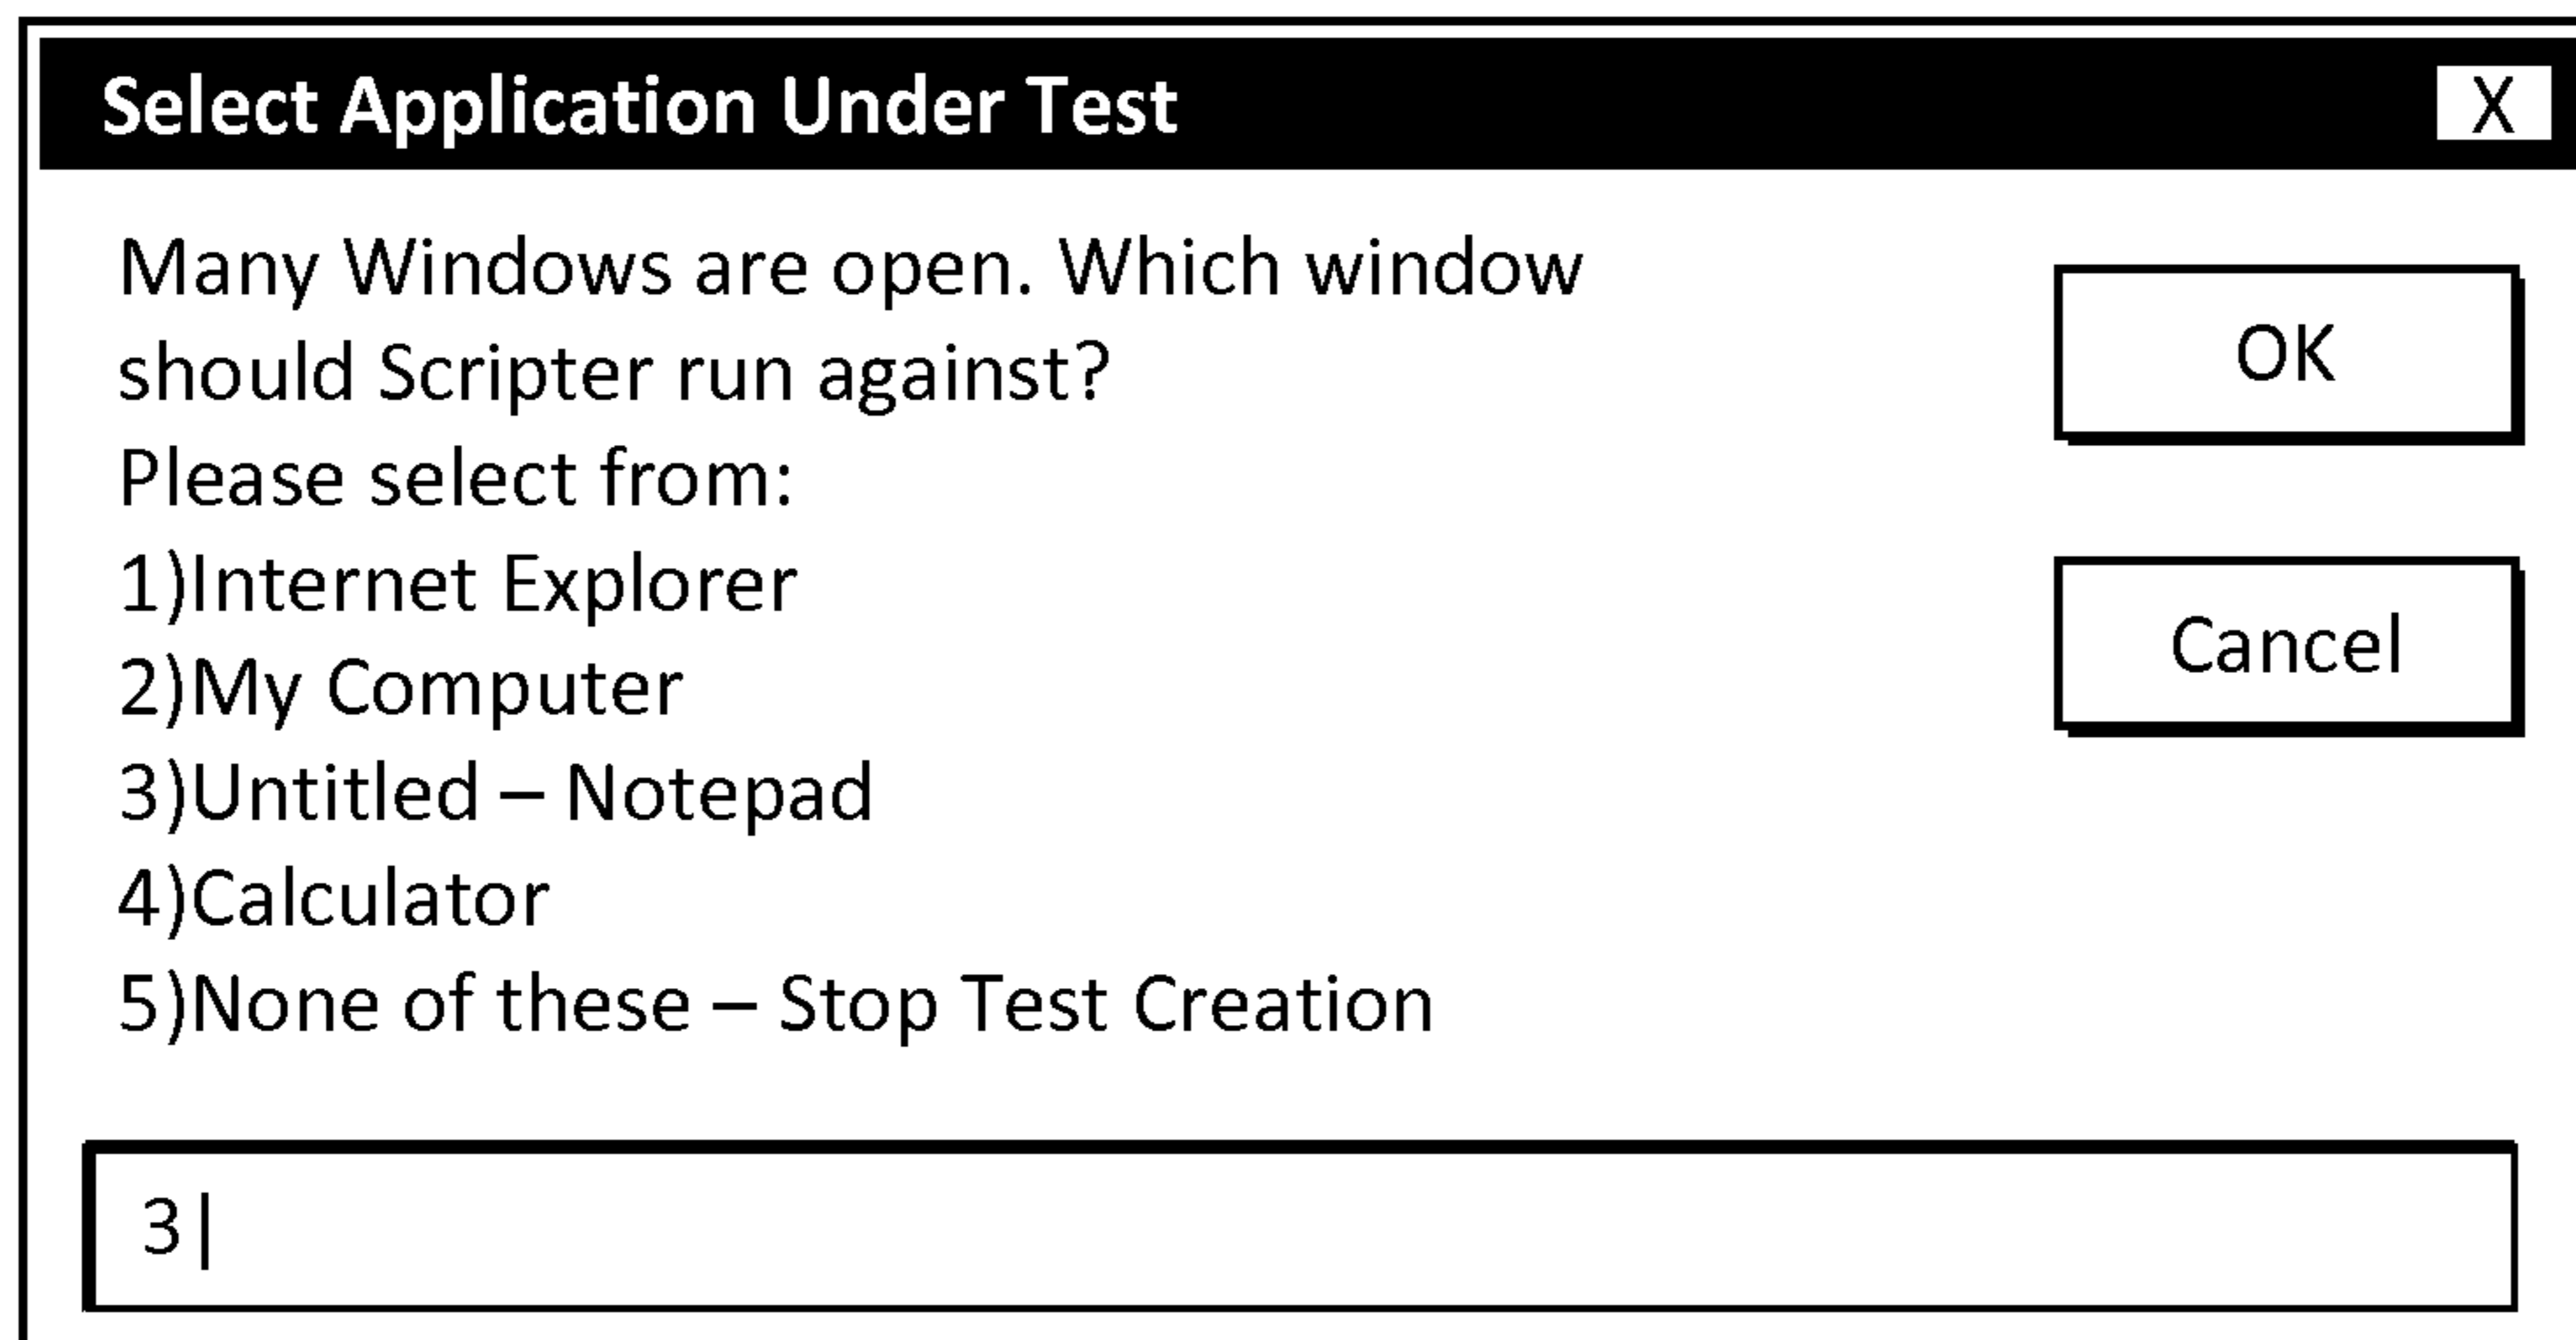 Select Application Under Test
X
Many Windows are open. Which window
should Scripter run against?
Please select from:
1)Internet Explorer
2)My Computer
3)Untitled – Notepad
4)Calculator
5)None of these – Stop Test Creation
OK
Cancel
3